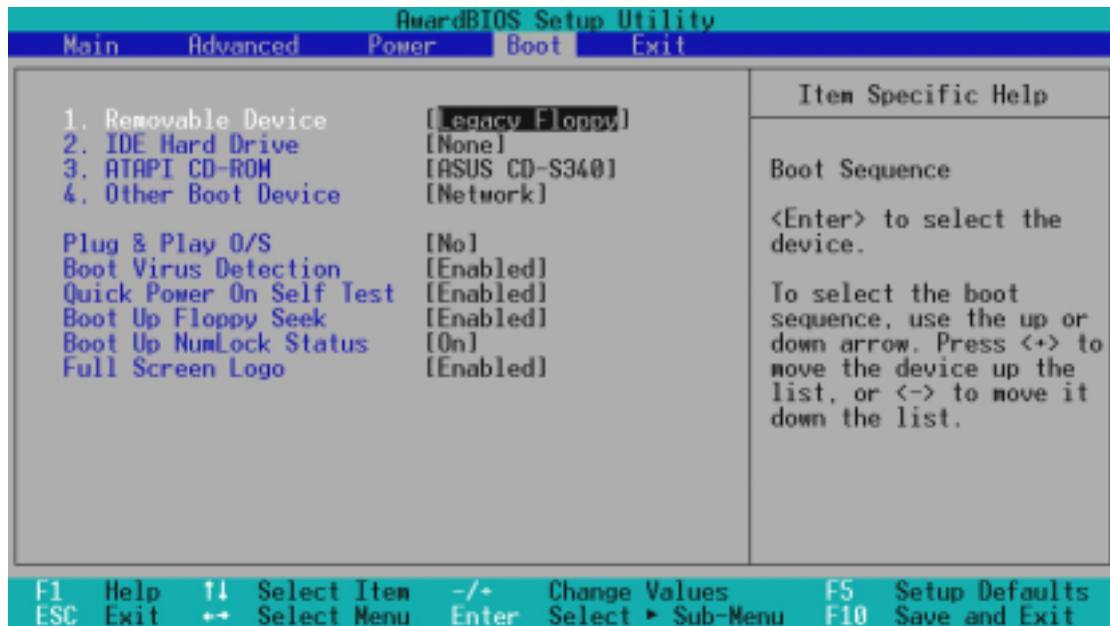 AwardBIOS Setup Utility
Main Advanced Power Boot Exit
1. Removable Device [Legacy Floppy]
2. IDE Hard Drive [None]
3. ATAPI CD-ROM [ASUS CD-S340]
4. Other Boot Device [Network]
Plug & Play O/S [No]
Boot Virus Detection [Enabled]
Quick Power On Self Test [Enabled]
Boot Up Floppy Seek [Enabled]
Boot Up NumLock Status [On]
Full Screen Logo [Enabled]
Item Specific Help
Boot Sequence
<Enter> to select the
device.
To select the boot
sequence, use the up or
down arrow. Press <+> to
move the device up the
list, or <-> to move it
down the list.
F1 Help ↑↓ Select Item -/+ Change Values F5 Setup Defaults
ESC Exit ←→ Select Menu Enter Select ► Sub-Menu F10 Save and Exit